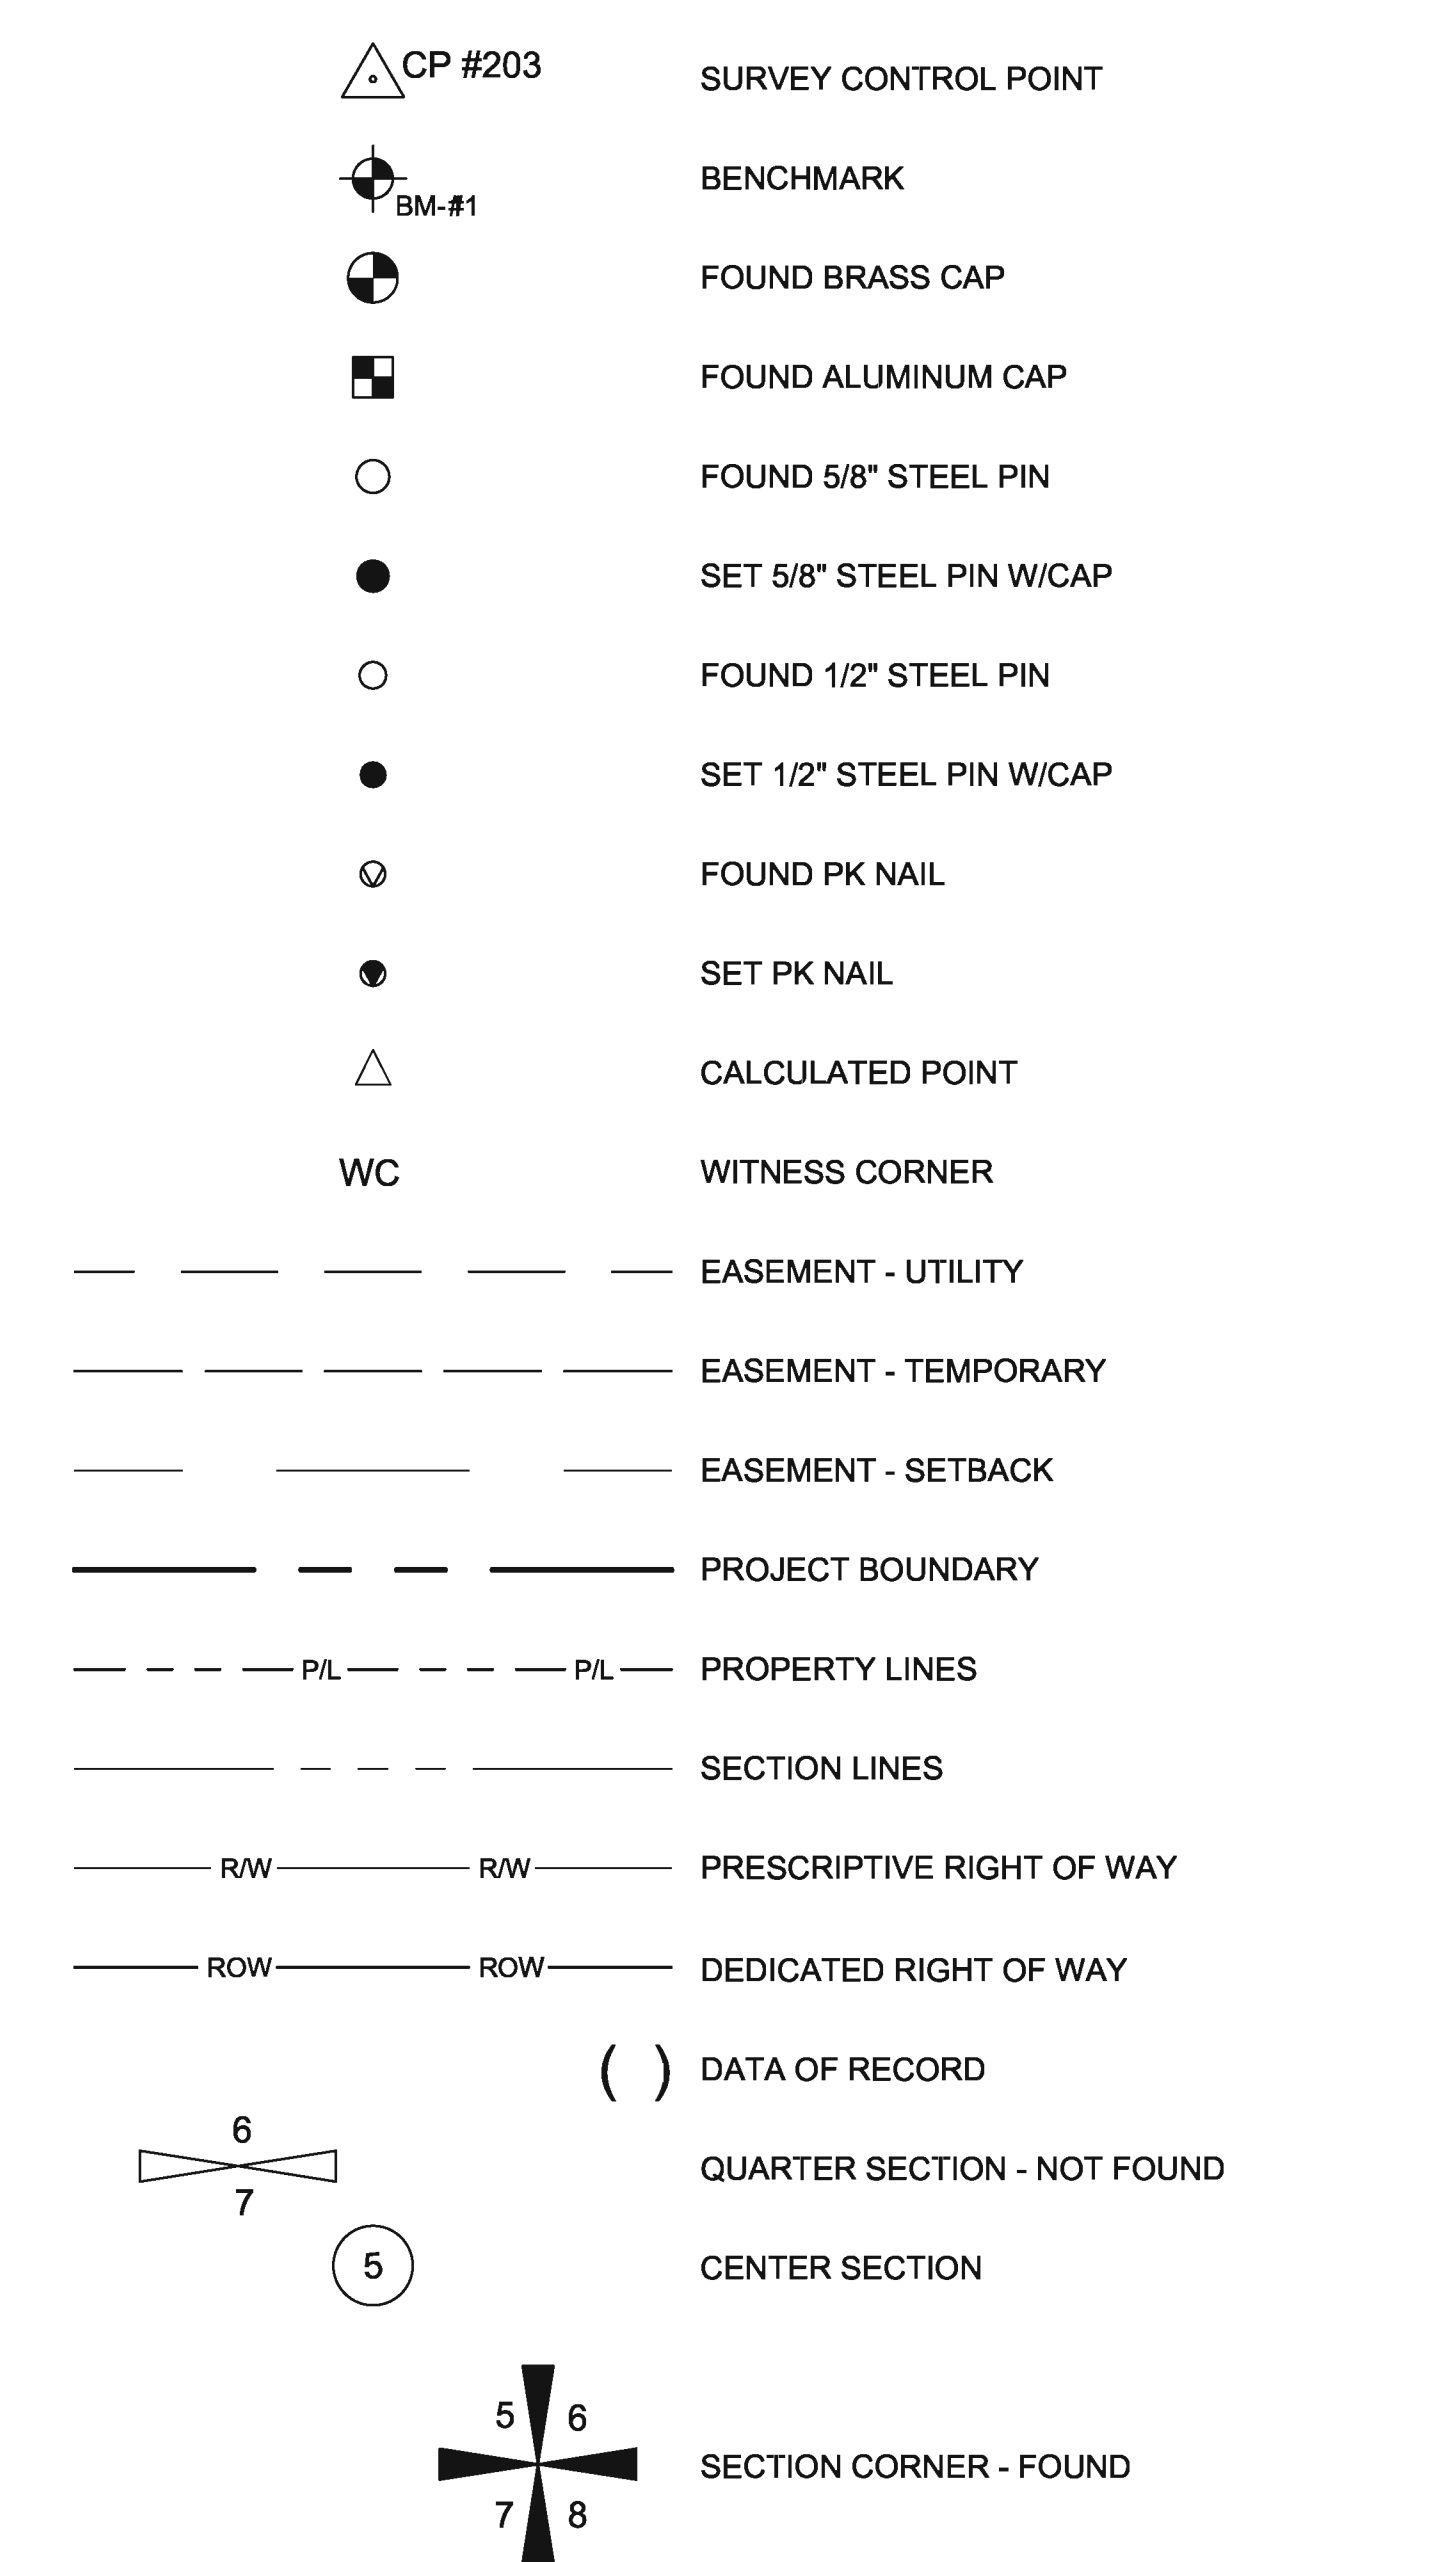 CP #203 SURVEY CONTROL POINT
BENCHMARK
BM-#1
FOUND BRASS CAP
FOUND ALUMINUM CAP
FOUND 5/8" STEEL PIN
SET 5/8" STEEL PIN W/CAP
FOUND 1/2" STEEL PIN
SET 1/2" STEEL PIN W/CAP
FOUND PK NAIL
SET PK NAIL
CALCULATED POINT
WC WITNESS CORNER
EASEMENT - UTILITY
EASEMENT - TEMPORARY
EASEMENT - SETBACK
PROJECT BOUNDARY
P/L P/L PROPERTY LINES
SECTION LINES
R/W R/W PRESCRIPTIVE RIGHT OF WAY
ROW ROW DEDICATED RIGHT OF WAY
( ) DATA OF RECORD
6
QUARTER SECTION - NOT FOUND
7
5 CENTER SECTION
5 6
SECTION CORNER - FOUND
7 8